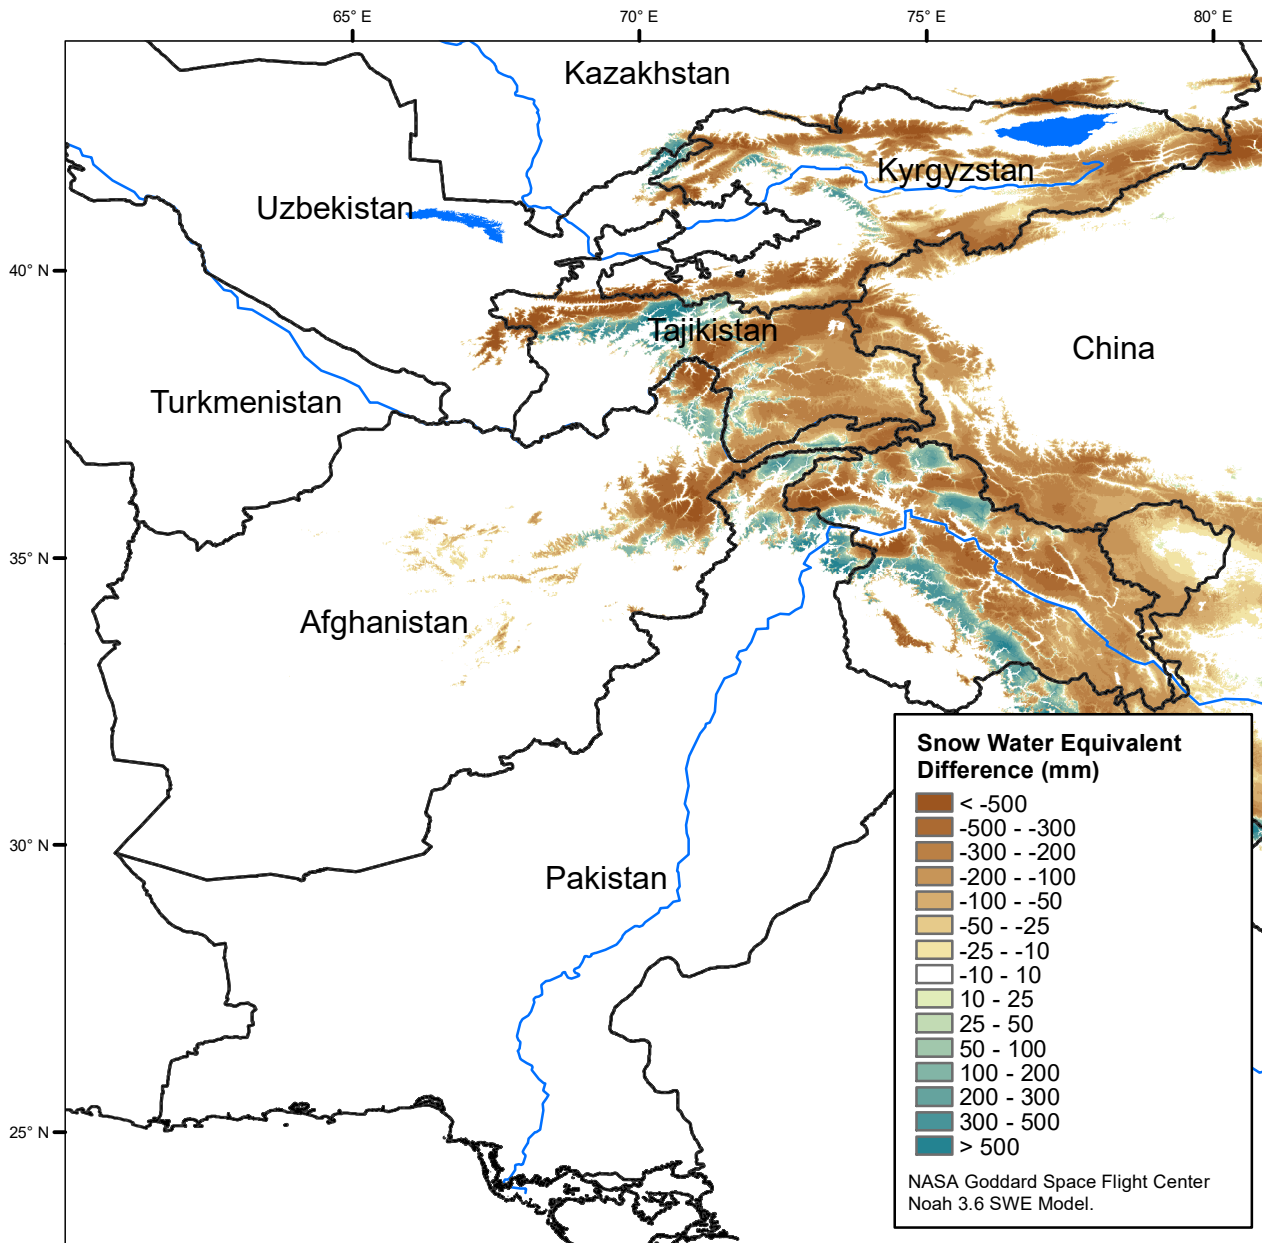 65° E
70° E
75° E
80° E
Kazakhstan
Kyrgyzstan
Uzbekistan
40° N
Tajikistan
China
Turkmenistan
35° N
Afghanistan
Snow Water Equivalent
Difference (mm)
< -500
-500 - -300
-300 - -200
-200 - -100
-100 - -50
-50 - -25
-25 - -10
-10 - 10
10 - 25
25 - 50
50 - 100
100 - 200
200 - 300
300 - 500
> 500
30° N
Pakistan
25° N
NASA Goddard Space Flight Center
Noah 3.6 SWE Model.